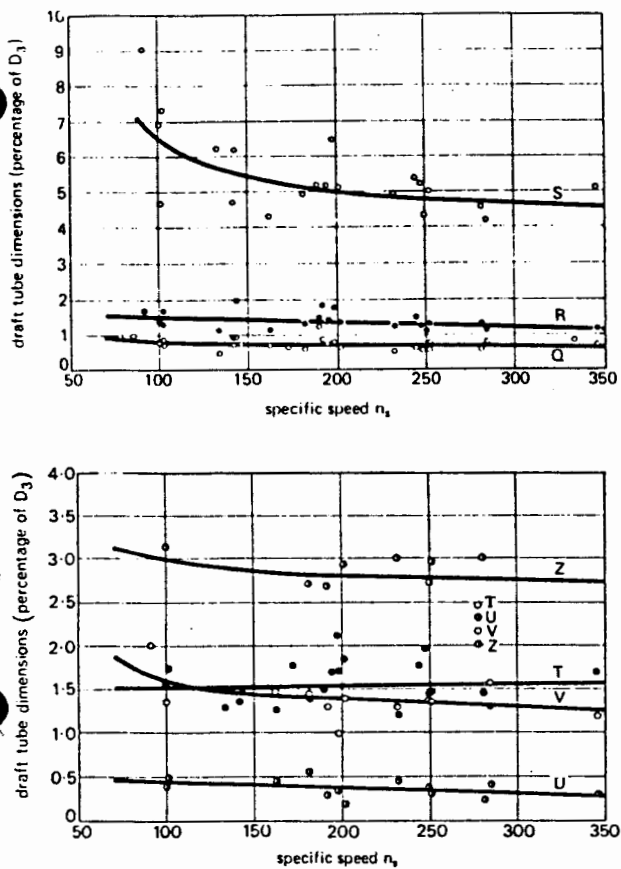 draft tube dimensions (percentage of D₃)
10
9
8
7
6
5
4
3
2
1
0
50 100 150 200 250 300 350
specific speed nₛ
S
R
Q
draft tube dimensions (percentage of D₃)
4·0
3·5
3·0
2·5
2·0
1·5
1·0
0·5
0
50 100 150 200 250 300 350
specific speed nₛ
Z
T
U
V
Z
T
V
U